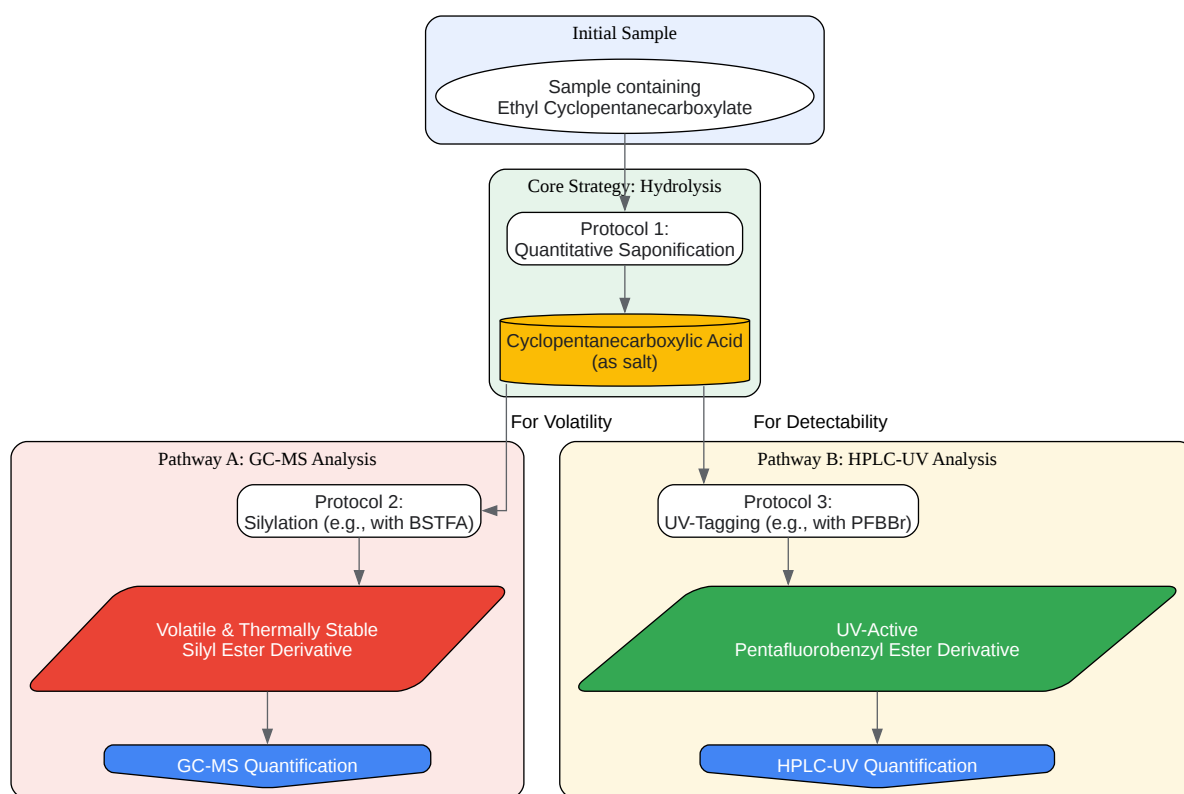 Initial Sample
Sample containing
Ethyl Cyclopentanecarboxylate
Core Strategy: Hydrolysis
Protocol 1:
Quantitative Saponification
Cyclopentanecarboxylic Acid
(as salt)
For Volatility
For Detectability
Pathway A: GC-MS Analysis
Protocol 2:
Silylation (e.g., with BSTFA)
Volatile & Thermally Stable
Silyl Ester Derivative
GC-MS Quantification
Pathway B: HPLC-UV Analysis
Protocol 3:
UV-Tagging (e.g., with PFBBr)
UV-Active
Pentafluorobenzyl Ester Derivative
HPLC-UV Quantification